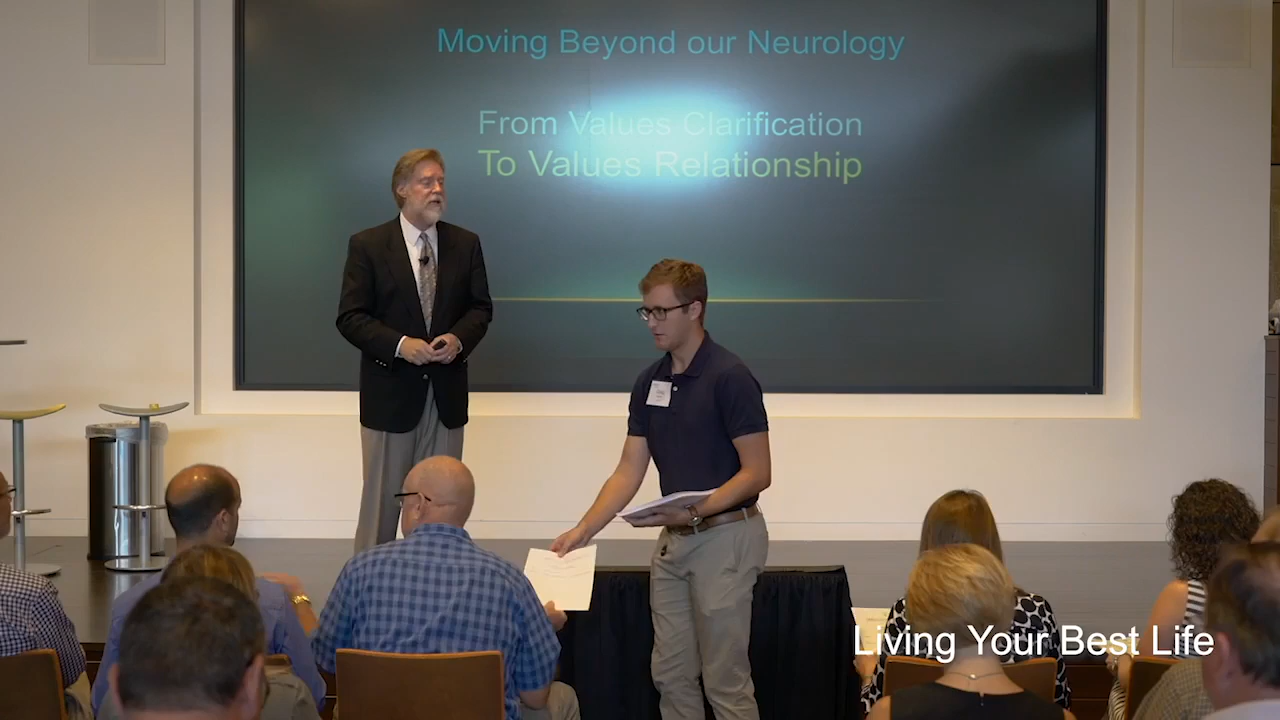 Moving Beyond our Neurology
From Values Clarification
To Values Relationship
Living Your Best Life